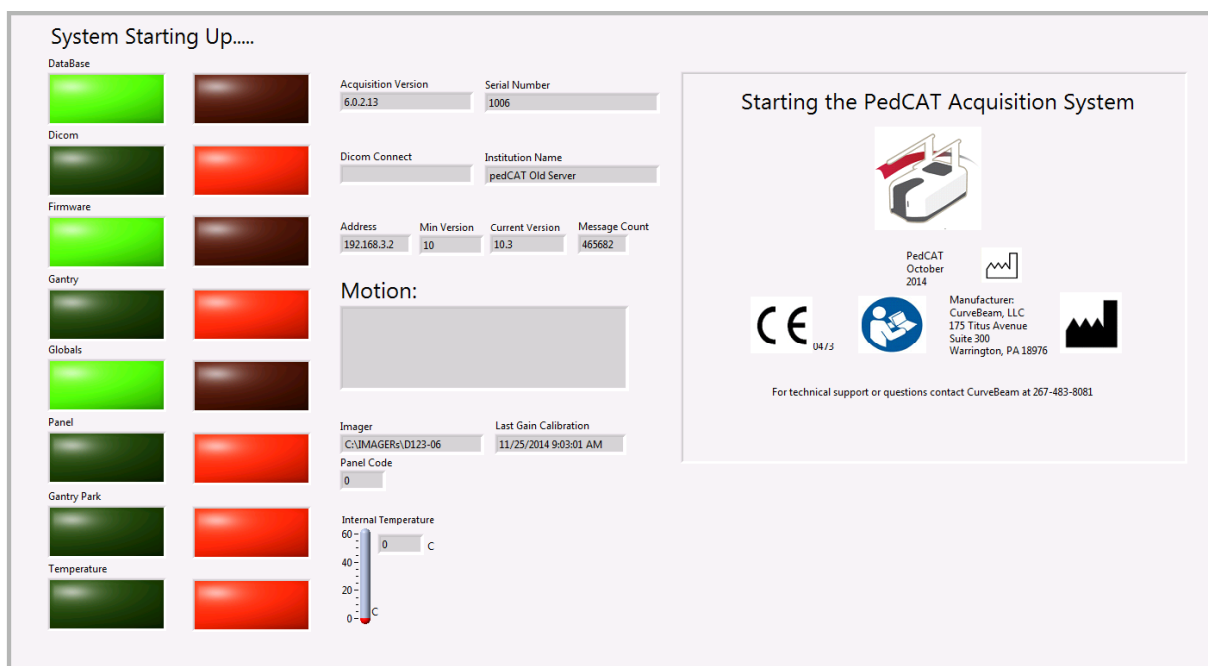 System Starting Up.....
DataBase
Dicom
Firmware
Gantry
Globals
Panel
Gantry Park
Temperature
Acquisition Version
6.0.2.13
Serial Number
1006
Dicom Connect
Institution Name
pedCAT Old Server
Address
192.168.3.2
Min Version
10
Current Version
10.3
Message Count
465682
Motion:
Imager
C:\IMAGERs\D123-06
Last Gain Calibration
11/25/2014 9:03:01 AM
Panel Code
0
Internal Temperature
60
40
20
0
0
C
C
Starting the PedCAT Acquisition System
PedCAT
October
2014
CE
0473
Manufacturer:
CurveBeam, LLC
175 Titus Avenue
Suite 300
Warrington, PA 18976
For technical support or questions contact CurveBeam at 267-483-8081